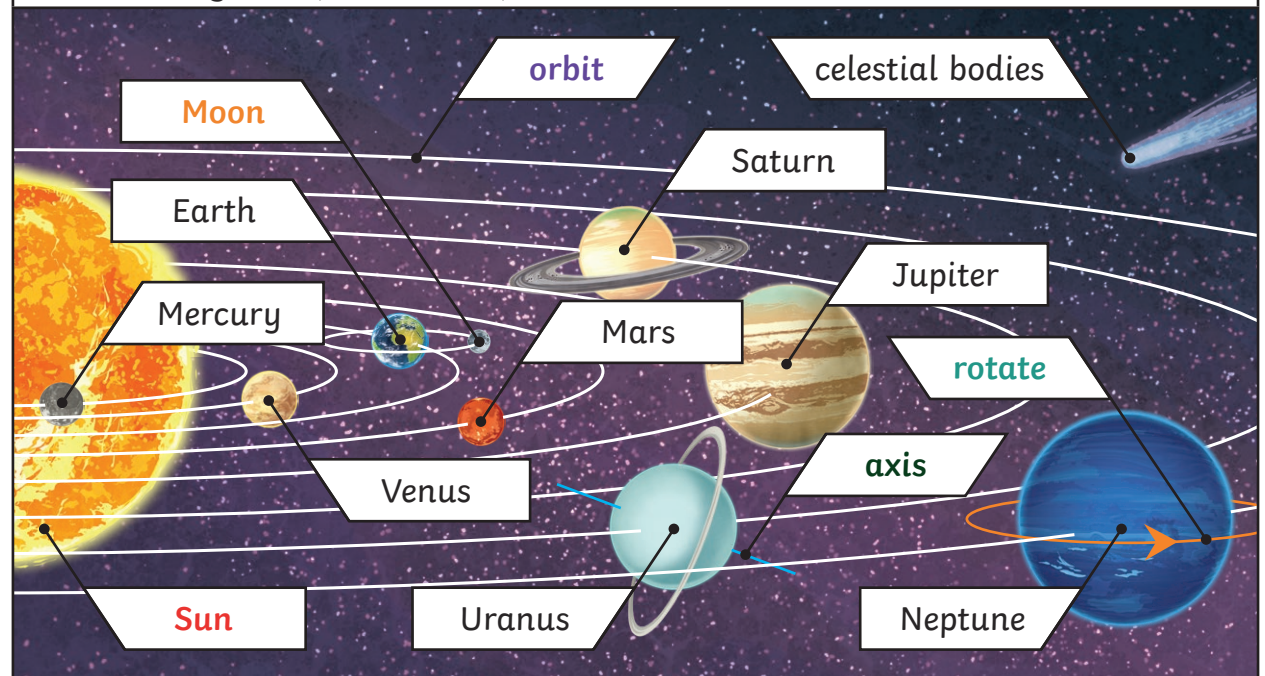 orbit
celestial bodies
Moon
Saturn
Earth
Jupiter
Mercury
Mars
rotate
axis
Venus
Sun
Uranus
Neptune